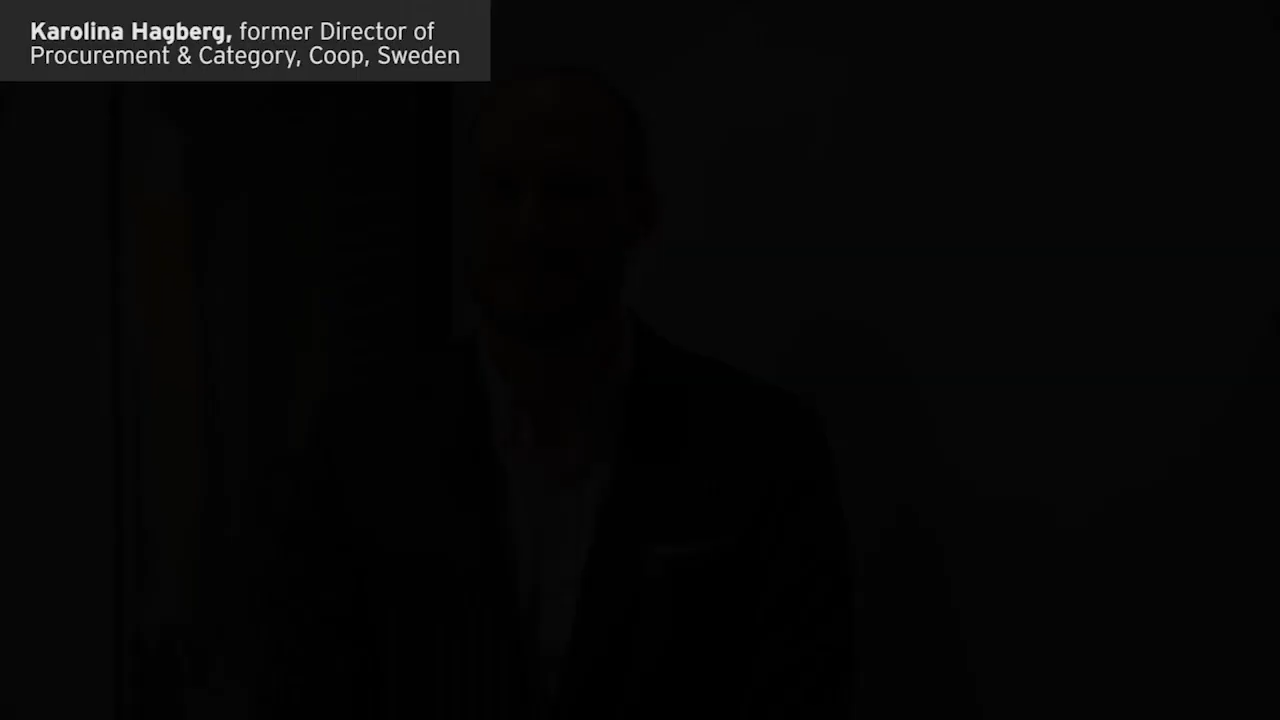 Karolina Hagberg, former Director of
Procurement & Category, Coop, Sweden